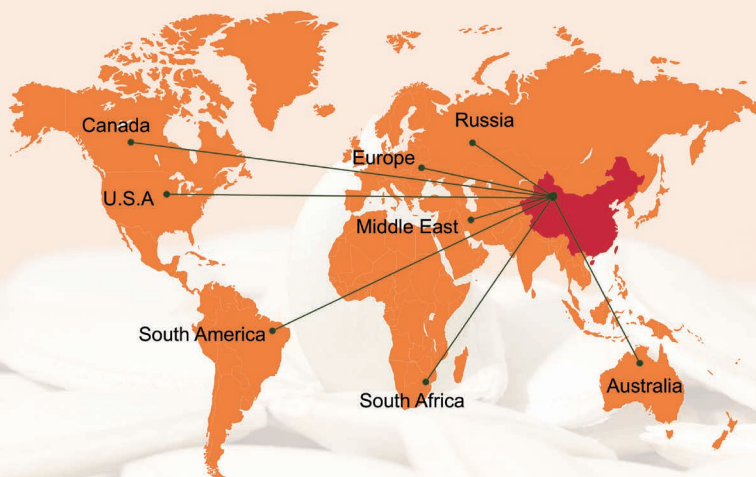 Canada
Russia
Europe
U.S.A
Middle East
South America
South Africa
Australia